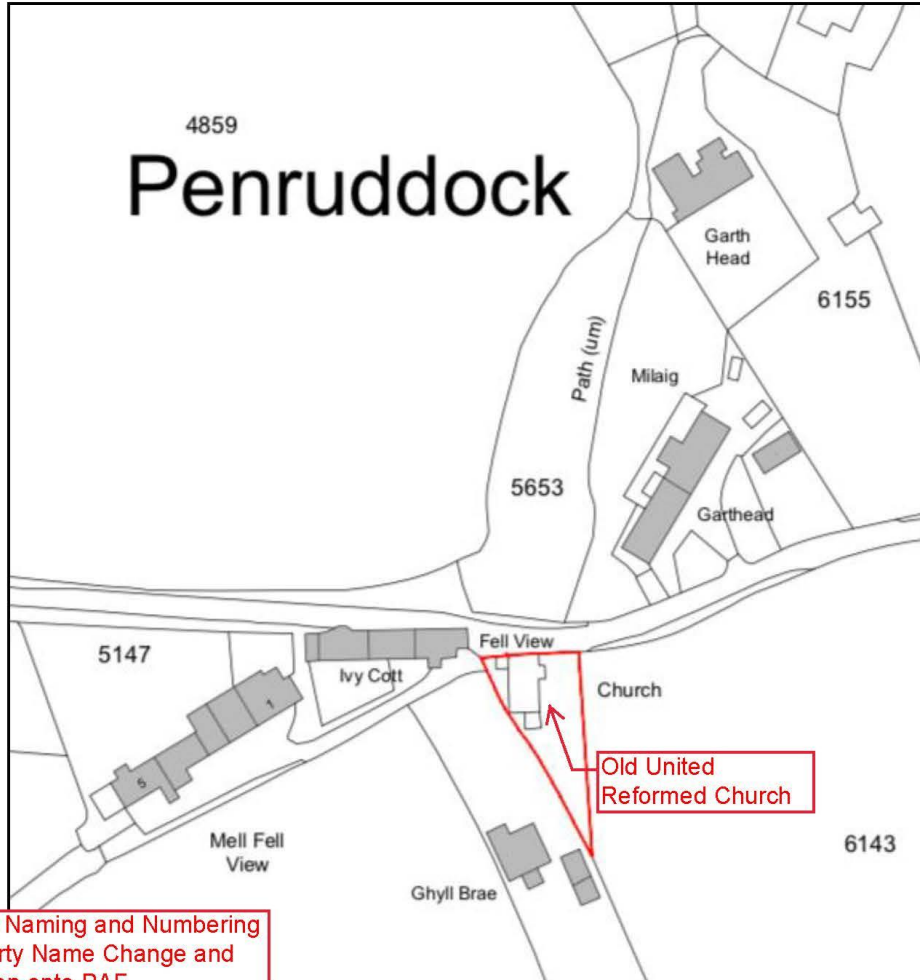 4859
Penruddock
Garth
Head
6155
Path (um)
Milaig
5653
Garthead
Fell View
5147
Ivy Cott
1
Church
5
Old United
Reformed Church
Mell Fell
View
6143
Ghyll Brae
Naming and Numbering
rty Name Change and